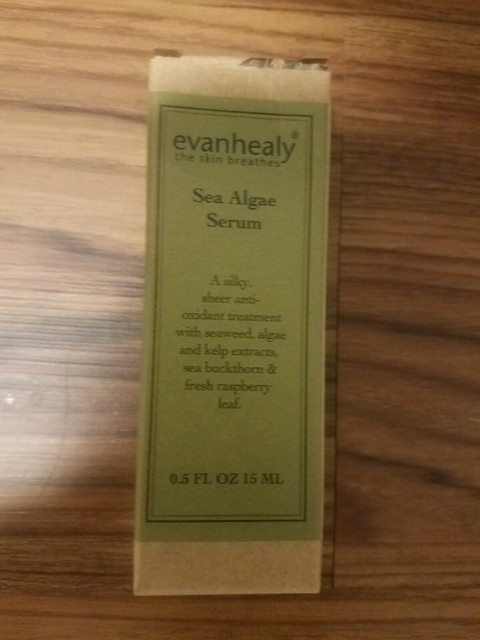 evanhealy®
the skin breathes
Sea Algae
Serum
A silky,
sheer anti-
oxidant treatment
with seaweed, algae
and kelp extracts,
sea buckthorn &
fresh raspberry
leaf.
0.5 FL OZ 15 ML